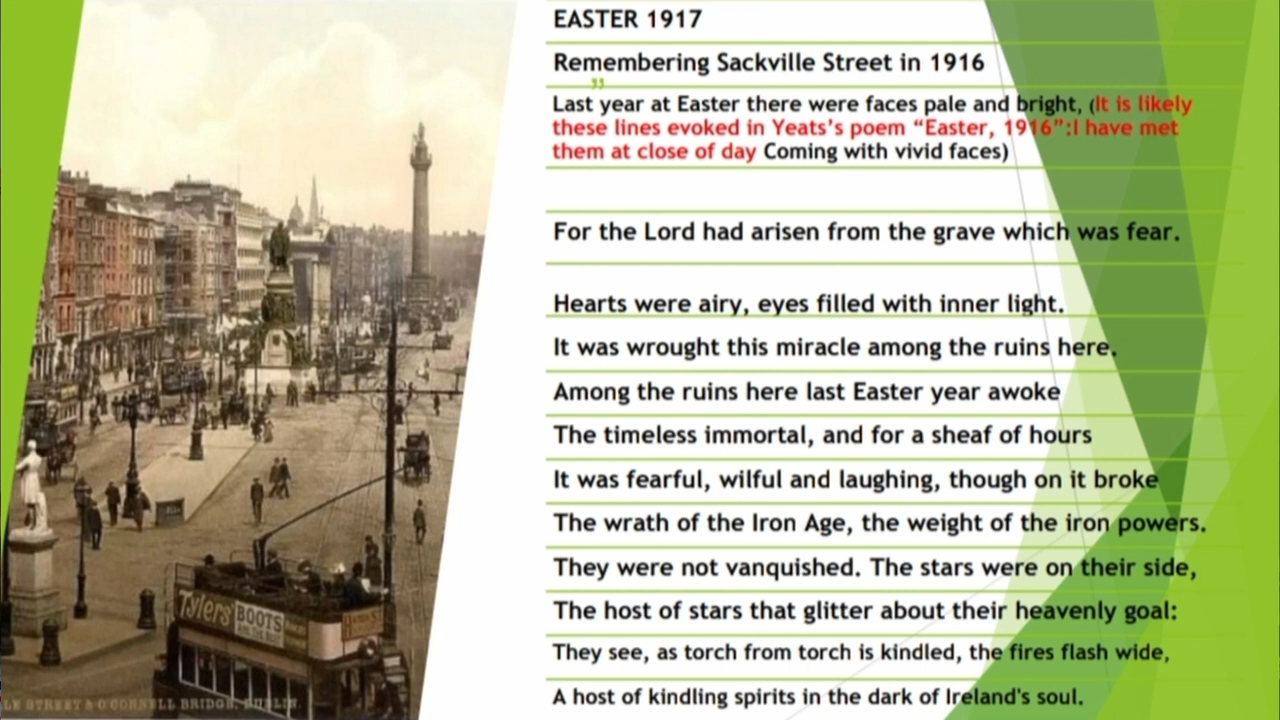 EASTER 1917
Remembering Sackville Street in 1916
”
Last year at Easter there were faces pale and bright, (It is likely
these lines evoked in Yeats’s poem “Easter, 1916”:I have met
them at close of day Coming with vivid faces)
For the Lord had arisen from the grave which was fear.
Hearts were airy, eyes filled with inner light.
It was wrought this miracle among the ruins here.
Among the ruins here last Easter year awoke
The timeless immortal, and for a sheaf of hours
It was fearful, wilful and laughing, though on it broke
The wrath of the Iron Age, the weight of the iron powers.
They were not vanquished. The stars were on their side,
The host of stars that glitter about their heavenly goal:
They see, as torch from torch is kindled, the fires flash wide,
A host of kindling spirits in the dark of Ireland's soul.
Tylers'
BOOTS
LE STREET & O'CONNELL BRIDGE, DUBLIN.